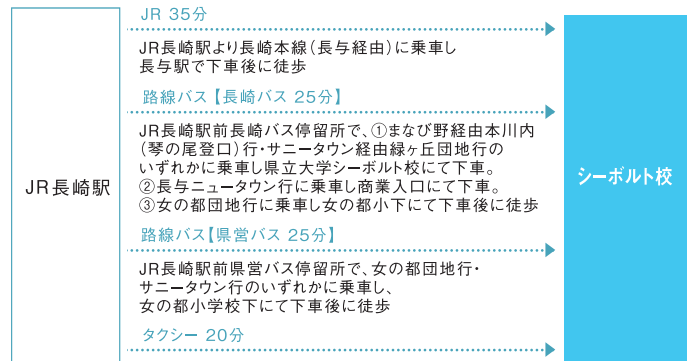 JR長崎駅
JR 35分
JR長崎駅より長崎本線（長与経由）に乗車し
長与駅で下車後に徒歩
路線バス【長崎バス 25分】
JR長崎駅前長崎バス停留所で、①まなび野経由本川内
（琴の尾登口）行・サニータウン経由緑ヶ丘団地行の
いずれかに乗車し県立大学シーボルト校にて下車。
②長与ニュータウン行に乗車し商業入口にて下車。
③女の都団地行に乗車し女の都小下にて下車後に徒歩
路線バス【県営バス 25分】
JR長崎駅前県営バス停留所で、女の都団地行・
サニータウン行のいずれかに乗車し、
女の都小学校下にて下車後に徒歩
タクシー 20分
シーボルト校